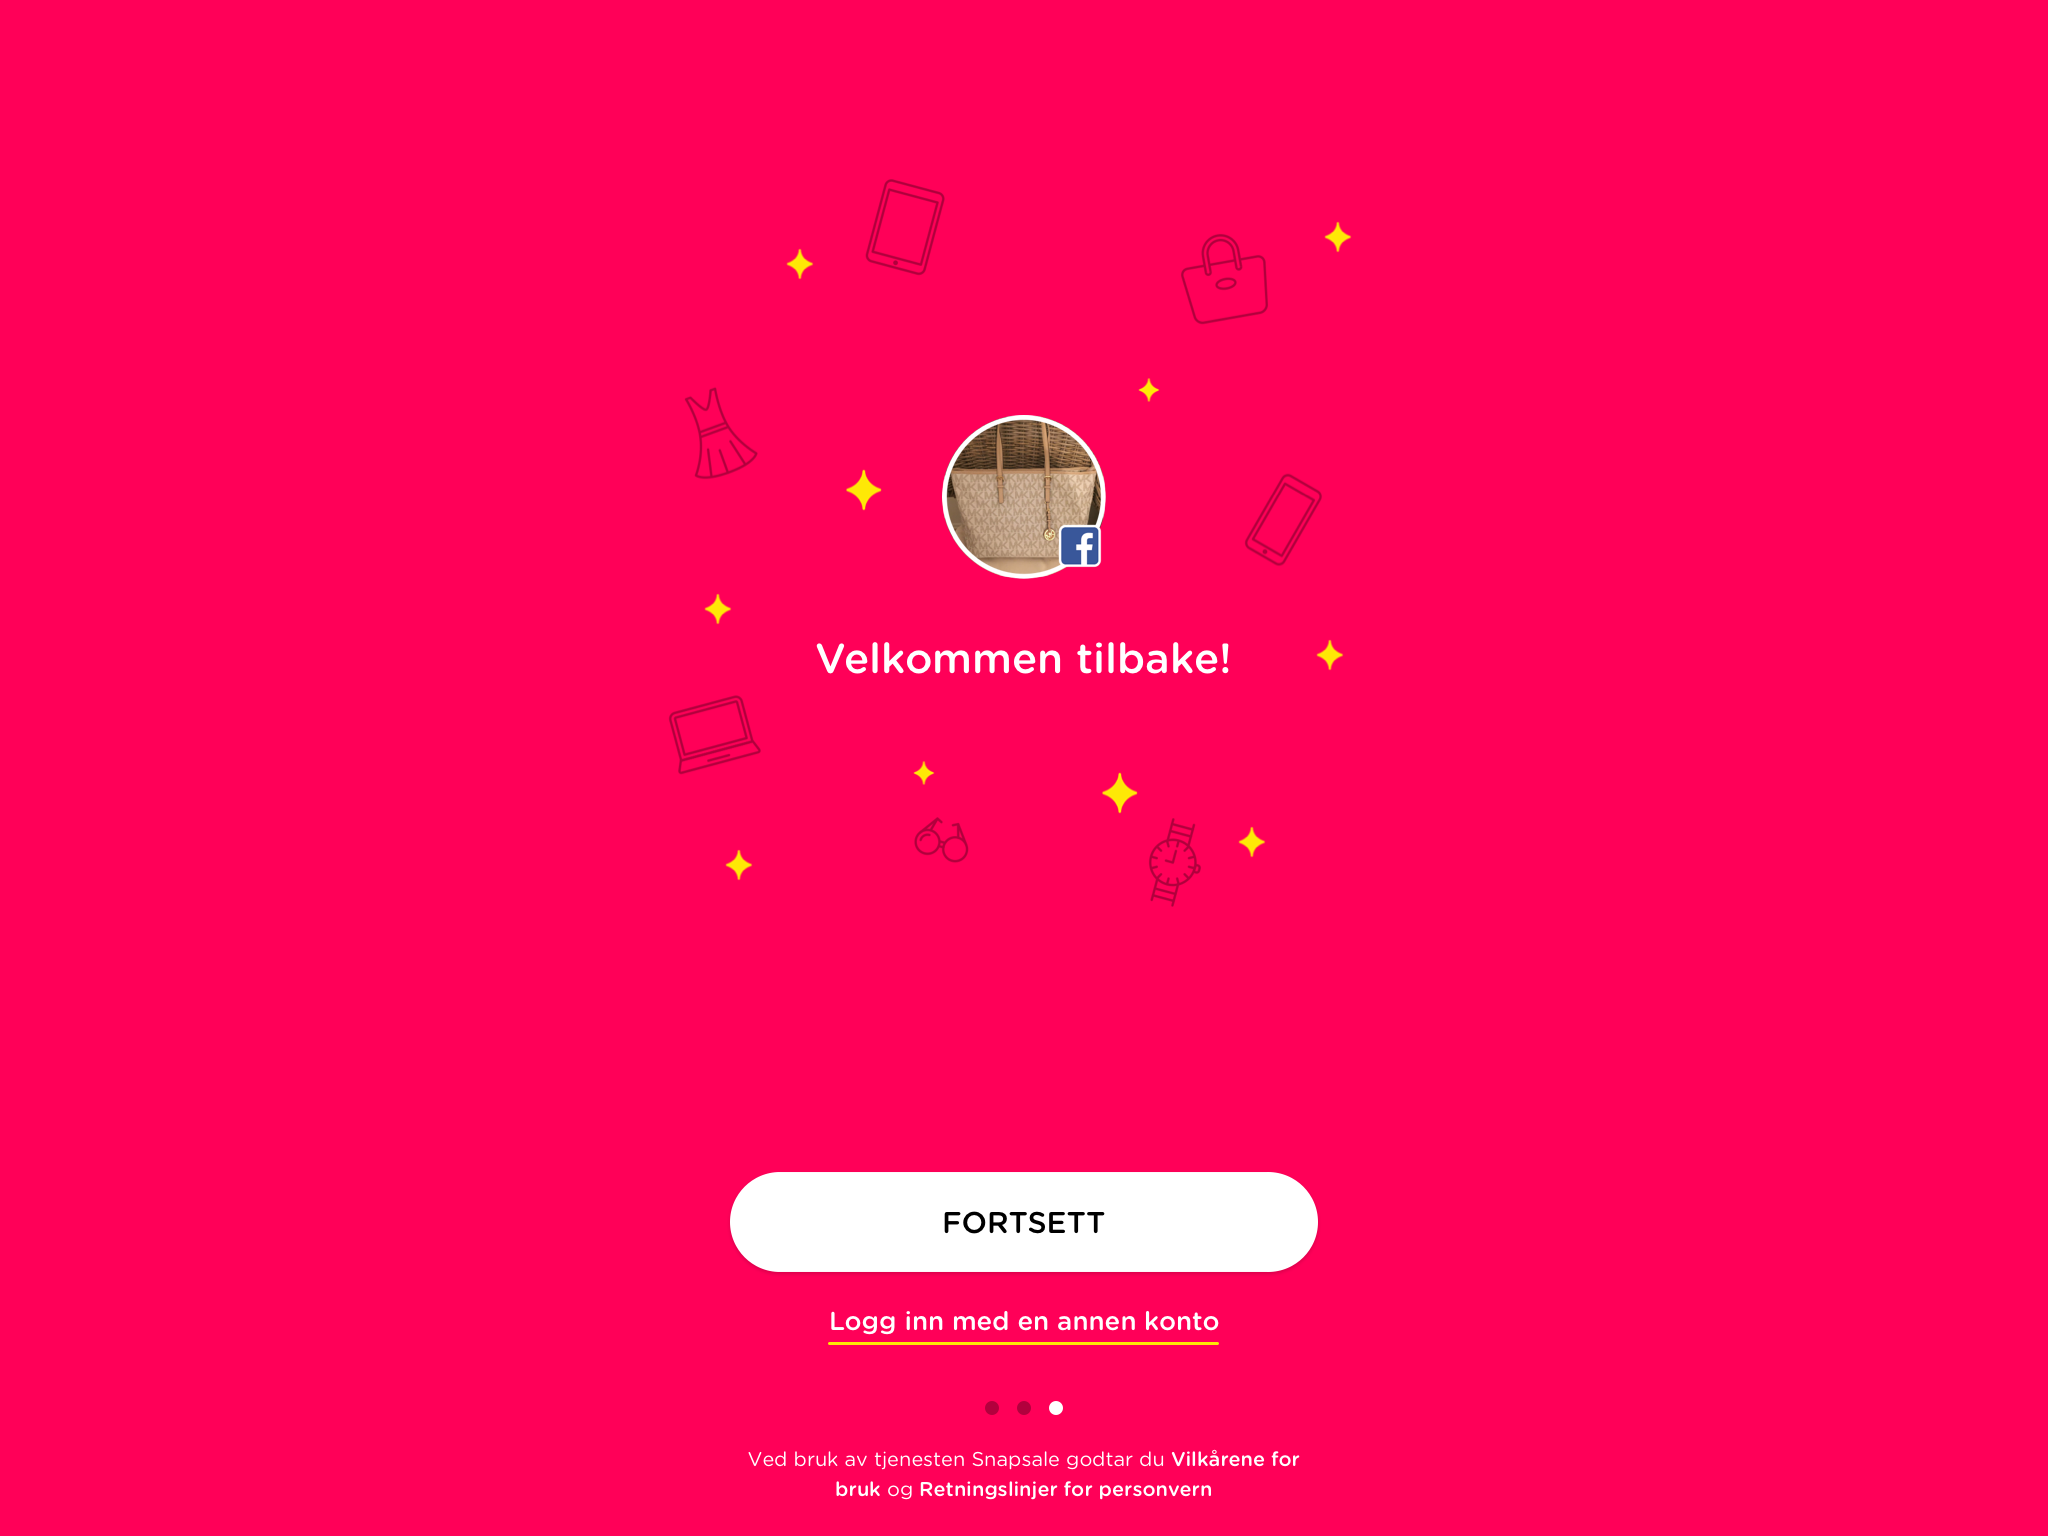 Velkommen tilbake!
FORTSETT
Logg inn med en annen konto
Ved bruk av tjenesten Snapsale godtar du Vilkårene for
bruk og Retningslinjer for personvern